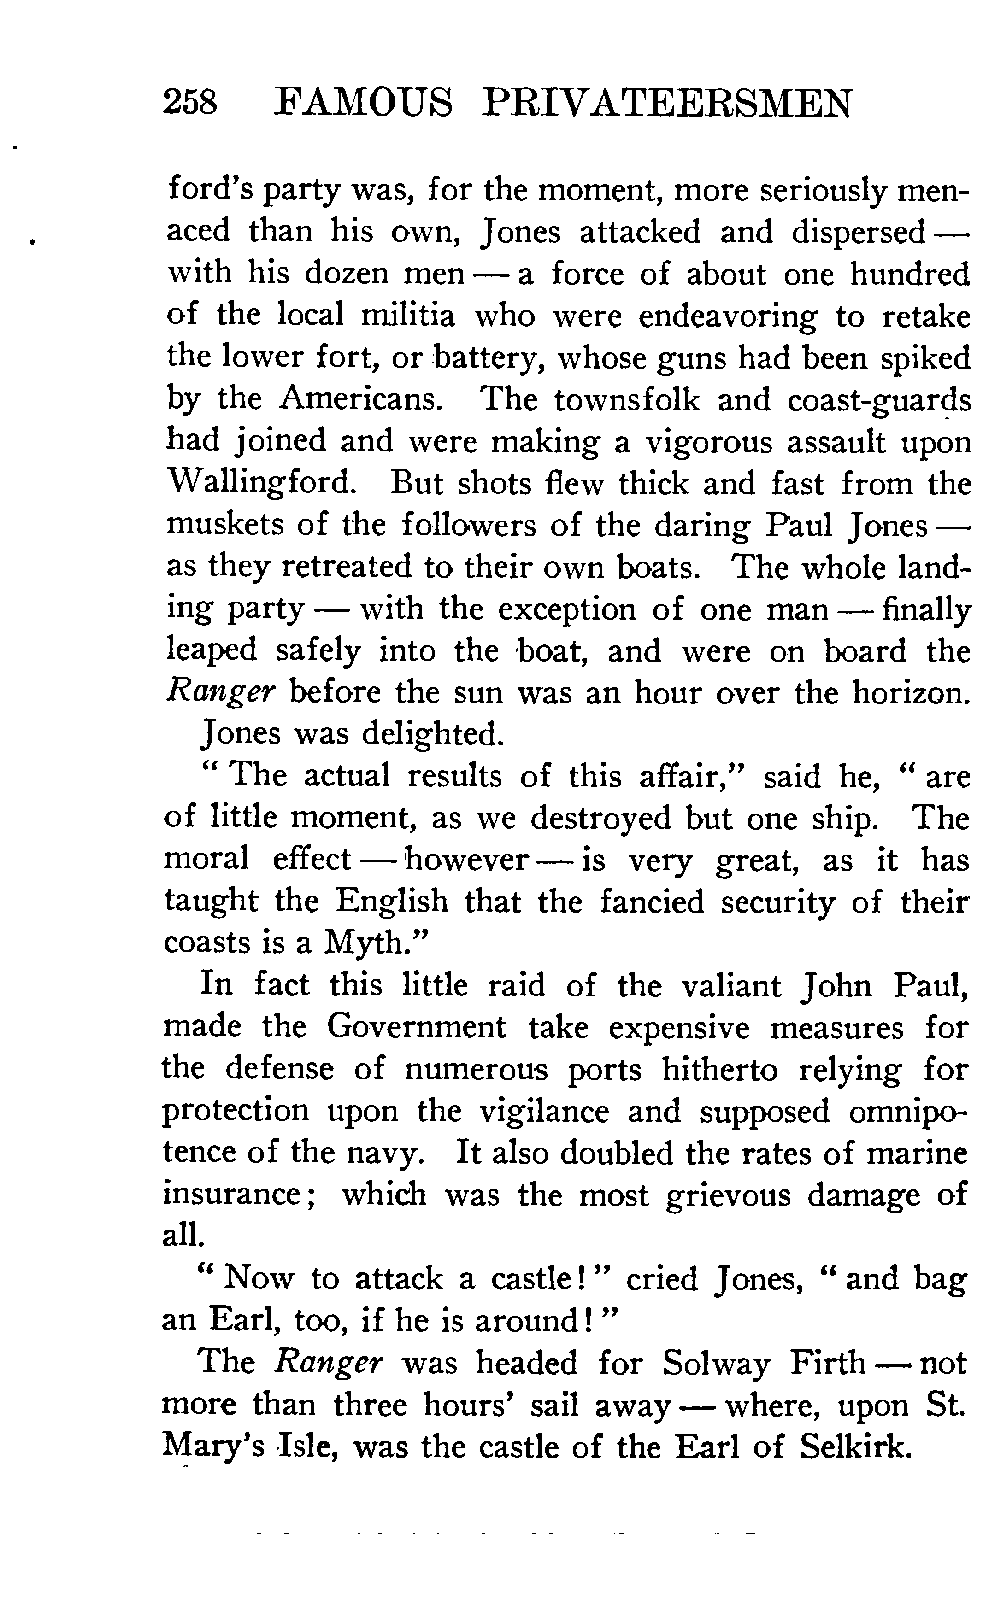 258 FAMOUS PRIVATEERSMEN
ford's party was, for the moment, more seriously men-
aced than his own, Jones attacked and dispersed —
with his dozen men — a force of about one hundred
of the local militia who were endeavoring to retake
the lower fort, or battery, whose guns had been spiked
by the Americans. The townsfolk and coast-guards
had joined and were making a vigorous assault upon
Wallingford. But shots flew thick and fast from the
muskets of the followers of the daring Paul Jones —
as they retreated to their own boats. The whole land-
ing party — with the exception of one man — finally
leaped safely into the boat, and were on board the
Ranger before the sun was an hour over the horizon.
Jones was delighted.
" The actual results of this affair," said he, " are
of little moment, as we destroyed but one ship. The
moral effect — however — is very great, as it has
taught the English that the fancied security of their
coasts is a Myth."
In fact this little raid of the valiant John Paul,
made the Government take expensive measures for
the defense of numerous ports hitherto relying for
protection upon the vigilance and supposed omnipo-
tence of the navy. It also doubled the rates of marine
insurance; which was the most grievous damage of
all.
" Now to attack a castle! " cried Jones, " and bag
an Earl, too, if he is around! "
The Ranger was headed for Solway Firth — not
more than three hours' sail away — where, upon St.
Mary's Isle, was the castle of the Earl of Selkirk.